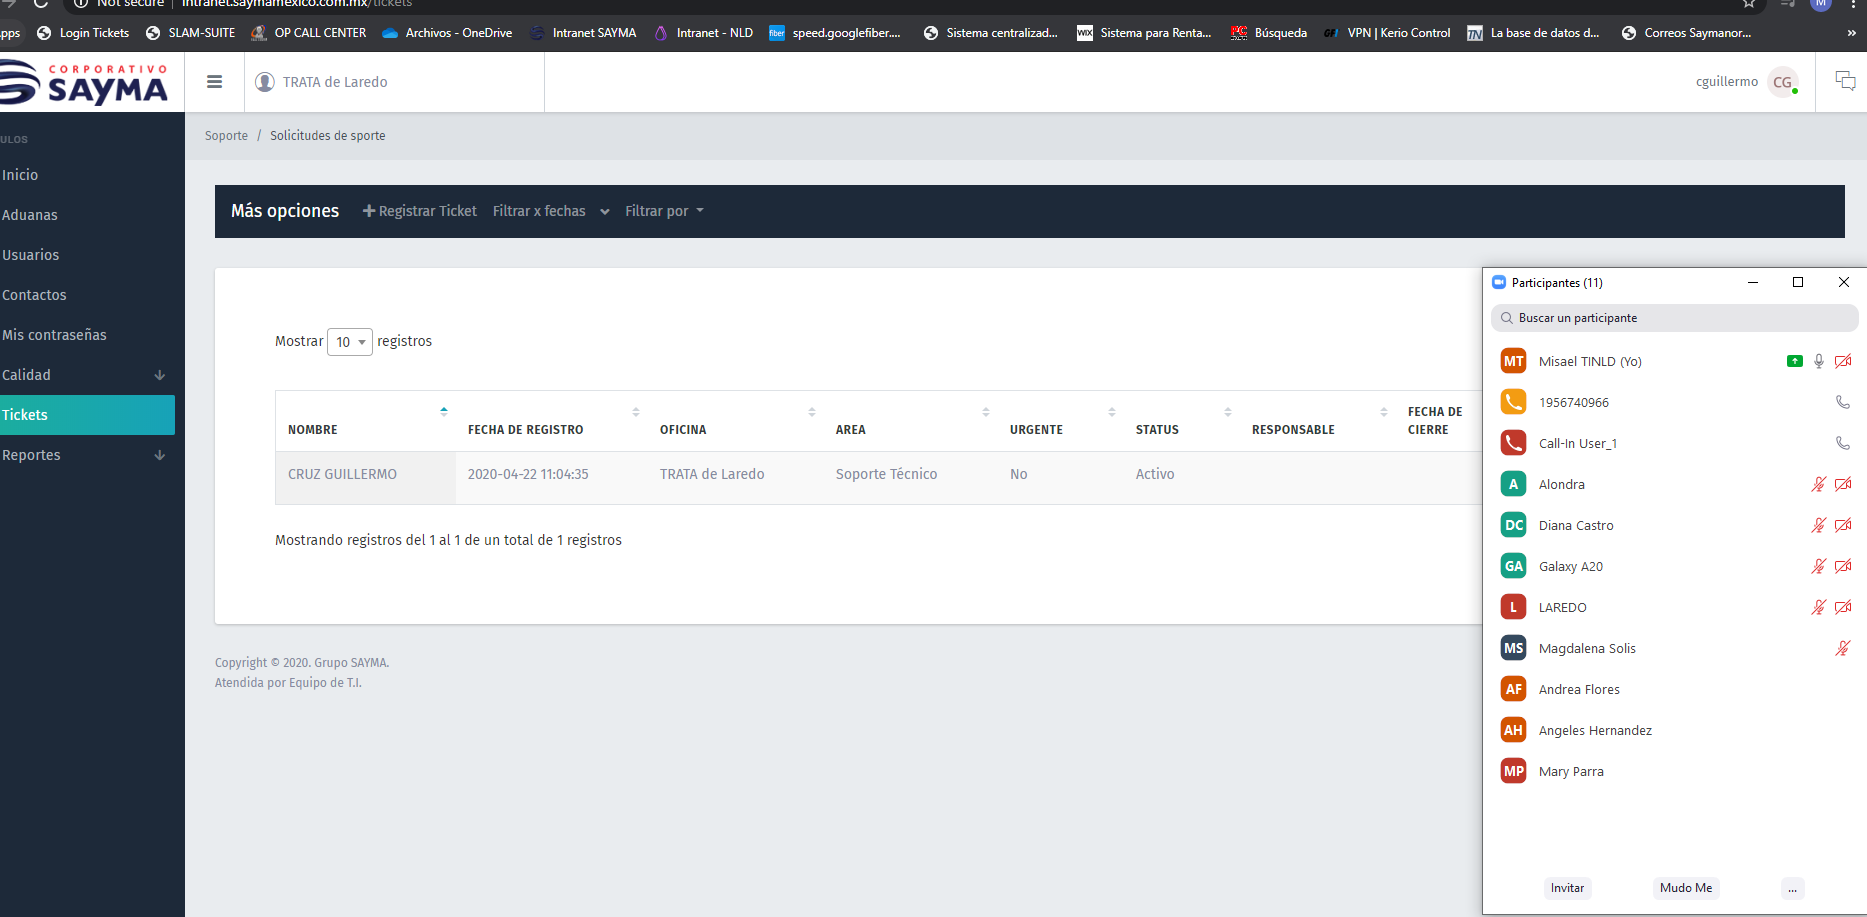 Not secure | intranet.saymamexico.com.mx/tickets
M
Apps Login Tickets SLAM-SUITE OP CALL CENTER Archivos - OneDrive Intranet SAYMA Intranet - NLD fiber speed.googlefiber.... Sistema centralizad... WIX Sistema para Renta... PC Búsqueda GFI VPN | Kerio Control TN La base de datos d... Correos Saymanor... »
CORPORATIVO
SAYMA
TRATA de Laredo
cguillermo CG
ULOS
Soporte / Solicitudes de sporte
Inicio
Aduanas
Usuarios
Contactos
Mis contraseñas
Calidad
Tickets
Reportes
Más opciones + Registrar Ticket Filtrar x fechas Filtrar por
Mostrar 10 registros
NOMBRE FECHA DE REGISTRO OFICINA AREA URGENTE STATUS RESPONSABLE FECHA DE CIERRE
CRUZ GUILLERMO 2020-04-22 11:04:35 TRATA de Laredo Soporte Técnico No Activo
Mostrando registros del 1 al 1 de un total de 1 registros
Copyright © 2020. Grupo SAYMA.
Atendida por Equipo de T.I.
Participantes (11)
Buscar un participante
MT Misael TINLD (Yo)
1956740966
Call-In User_1
A Alondra
DC Diana Castro
GA Galaxy A20
L LAREDO
MS Magdalena Solis
AF Andrea Flores
AH Angeles Hernandez
MP Mary Parra
Invitar Mudo Me ...